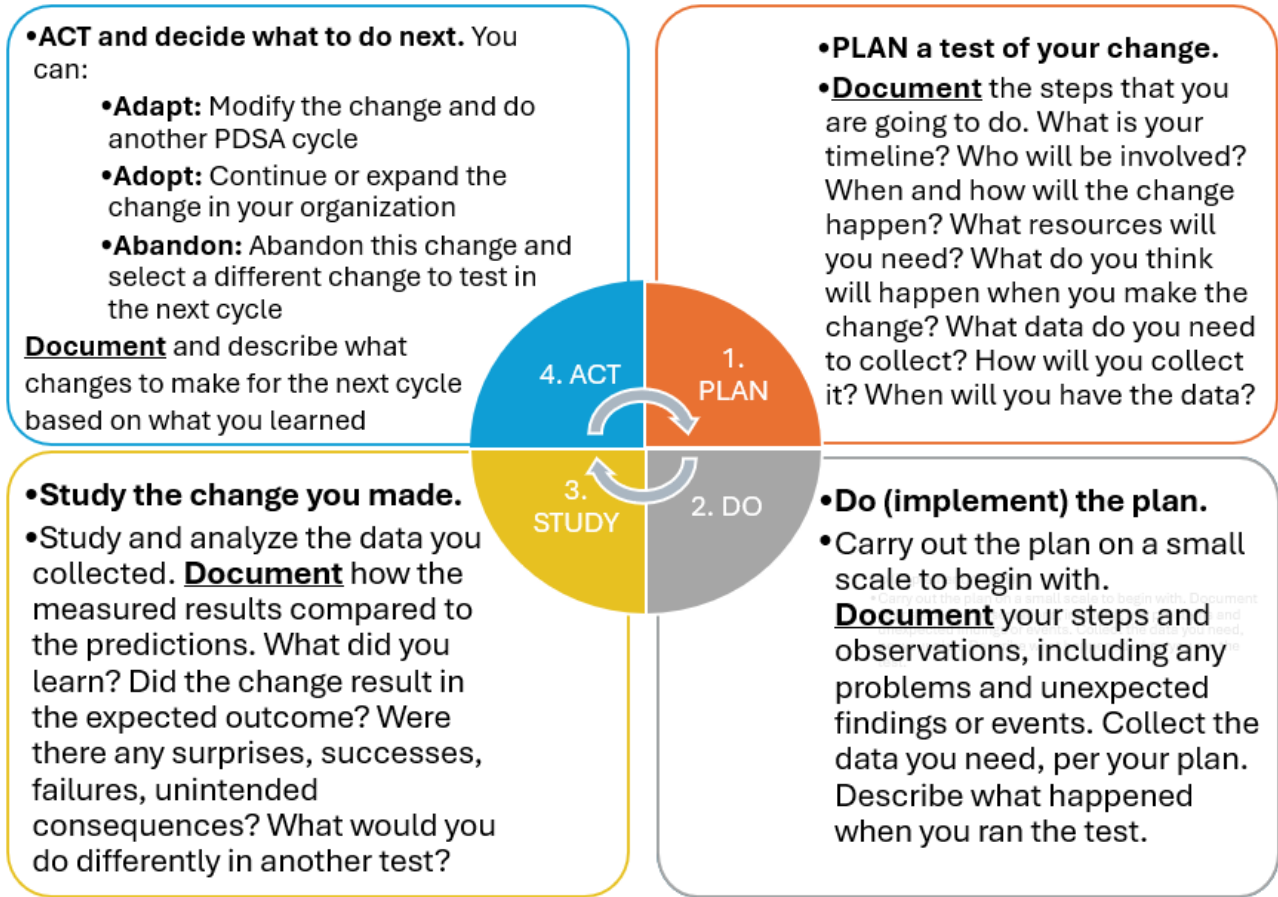 •ACT and decide what to do next. You
can:
•Adapt: Modify the change and do
another PDSA cycle
•Adopt: Continue or expand the
change in your organization
•Abandon: Abandon this change and
select a different change to test in
the next cycle
Document and describe what
changes to make for the next cycle
based on what you learned
•PLAN a test of your change.
•Document the steps that you
are going to do. What is your
timeline? Who will be involved?
When and how will the change
happen? What resources will
you need? What do you think
will happen when you make the
change? What data do you need
to collect? How will you collect
it? When will you have the data?
4. ACT
1.
PLAN
3.
STUDY
2. DO
•Study the change you made.
•Study and analyze the data you
collected. Document how the
measured results compared to
the predictions. What did you
learn? Did the change result in
the expected outcome? Were
there any surprises, successes,
failures, unintended
consequences? What would you
do differently in another test?
•Do (implement) the plan.
•Carry out the plan on a small
scale to begin with.
Document your steps and
observations, including any
problems and unexpected
findings or events. Collect the
data you need, per your plan.
Describe what happened
when you ran the test.
•Carry out the plan on a small scale to begin with. Document